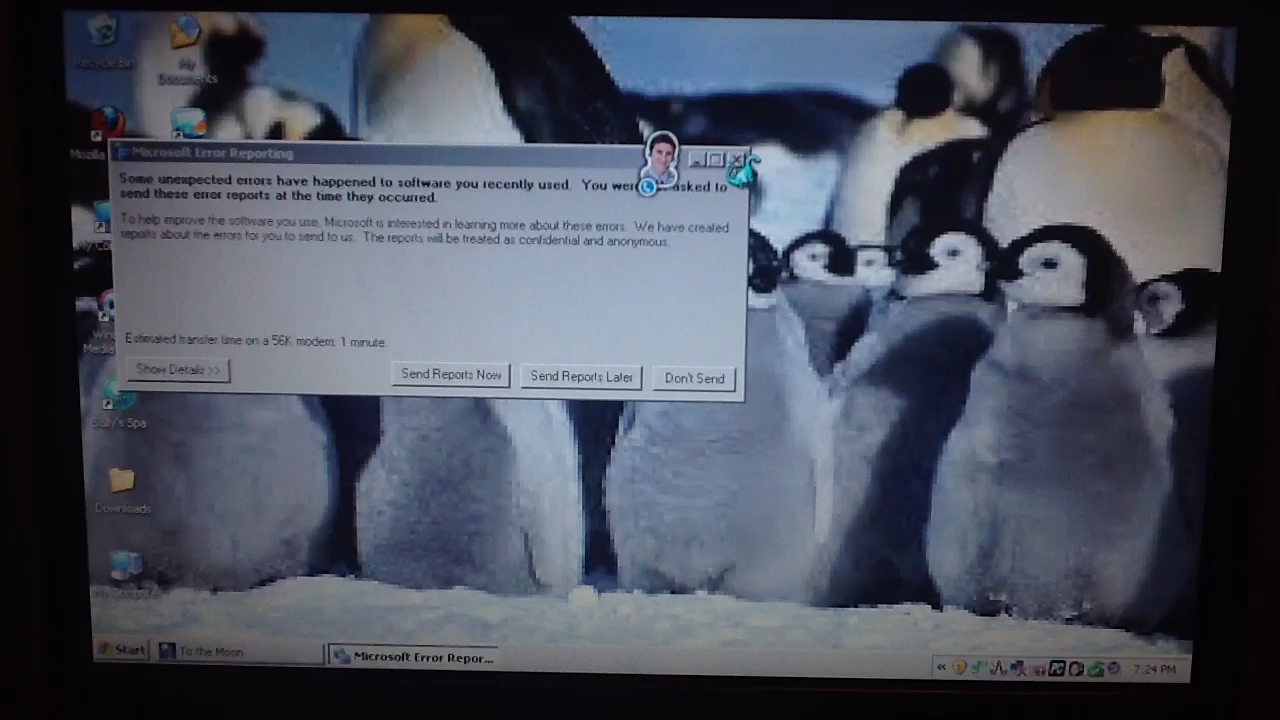 Recycle Bin
My
Documents
Mozilla
Microsoft Error Reporting
Some unexpected errors have happened to software you recently used. You were asked to
send these error reports at the time they occurred.
To help improve the software you use, Microsoft is interested in learning more about these errors. We have created
reports about the errors for you to send to us. The reports will be treated as confidential and anonymous.
Estimated transfer time on a 56K modem: 1 minute.
Show Details >>
Send Reports Now
Send Reports Later
Don't Send
Media
Sally's Spa
Downloads
Start
To the Moon
Microsoft Error Repor...
«
7:24 PM